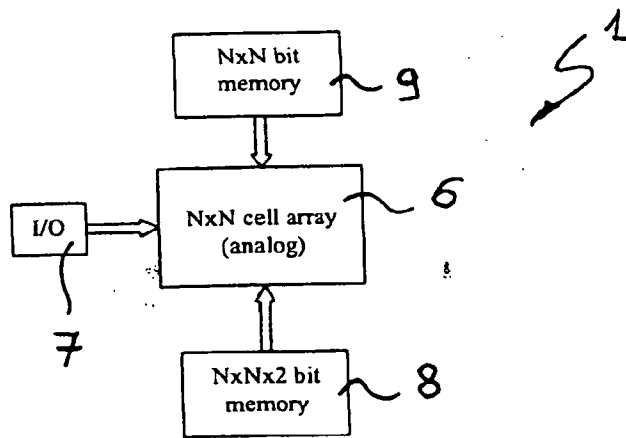 1
NxN bit
memory
9
NxN cell array
(analog)
6
I/O
7
NxNx2 bit
memory
8